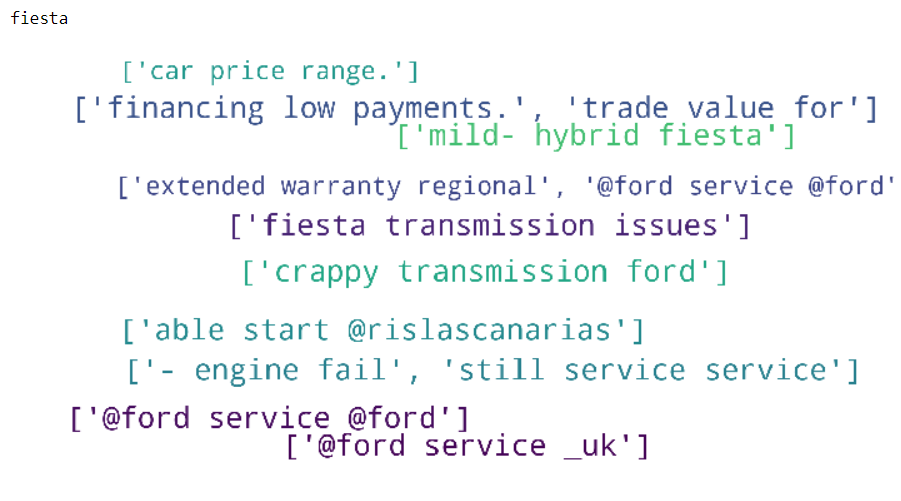 fiesta
['car price range.']
['financing low payments.', 'trade value for']
['mild- hybrid fiesta']
['extended warranty regional', '@ford service @ford'
['fiesta transmission issues']
['crappy transmission ford']
['able start @rislascanarias']
['- engine fail', 'still service service']
['@ford service @ford']
['@ford service _uk']